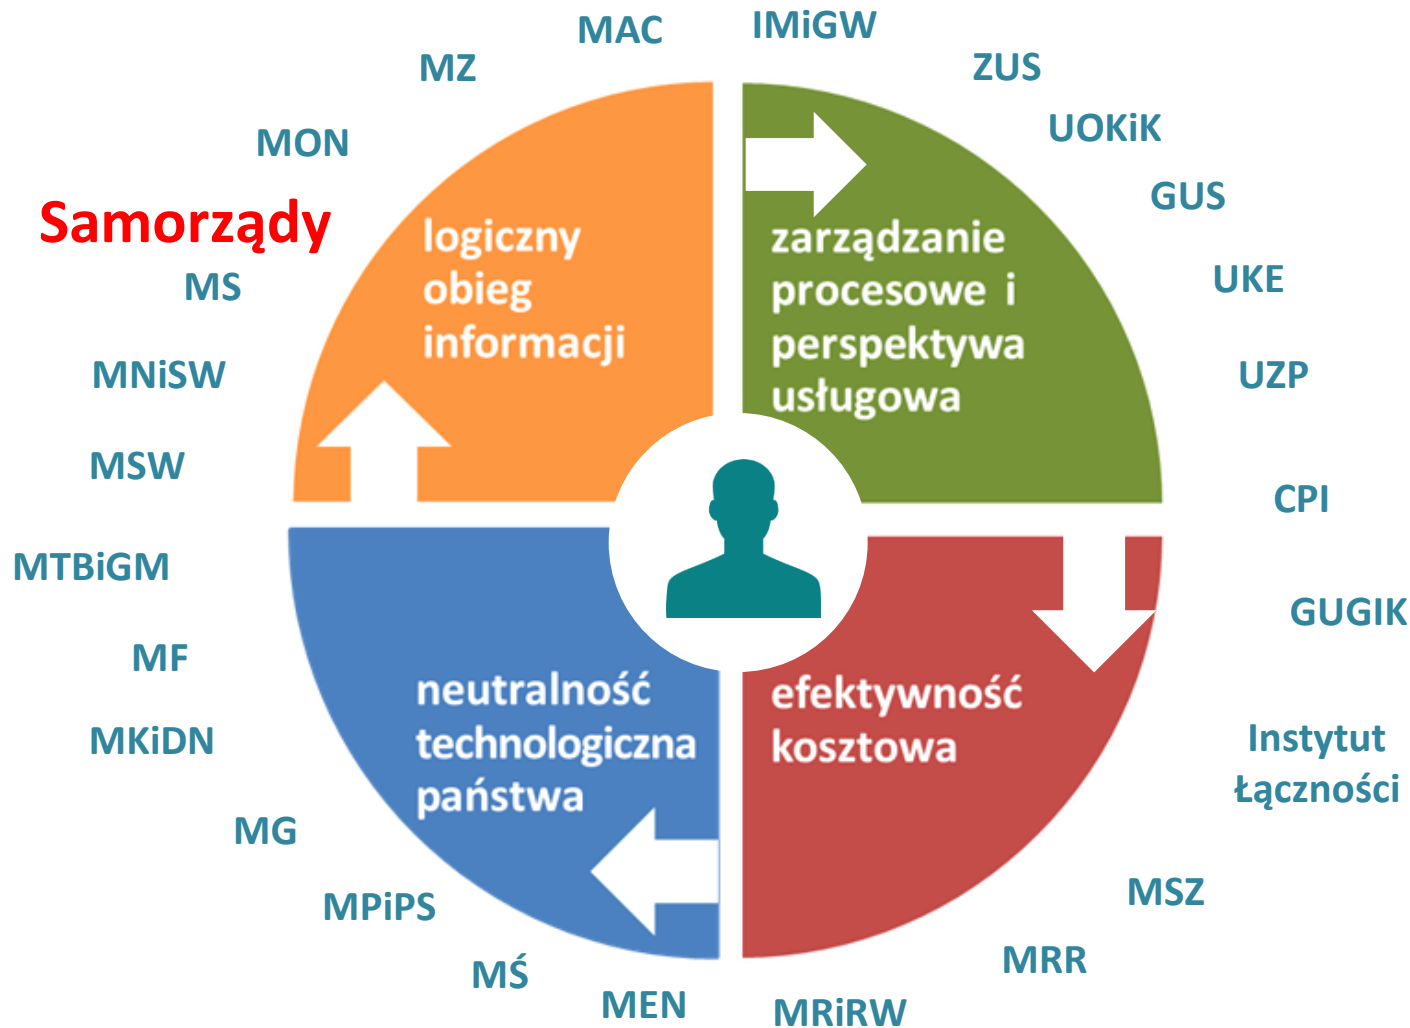 MAC
IMiGW
MZ
ZUS
MON
UOKiK
Samorządy
GUS
MS
UKE
MNiSW
UZP
MSW
CPI
MTBiGM
GUGIK
MF
MKiDN
Instytut
Łączności
MG
MSZ
MPiPS
MRR
MŚ
MEN
MRiRW
logiczny
obieg
informacji
zarządzanie
procesowe i
perspektywa
usługowa
neutralność
technologiczna
państwa
efektywność
kosztowa